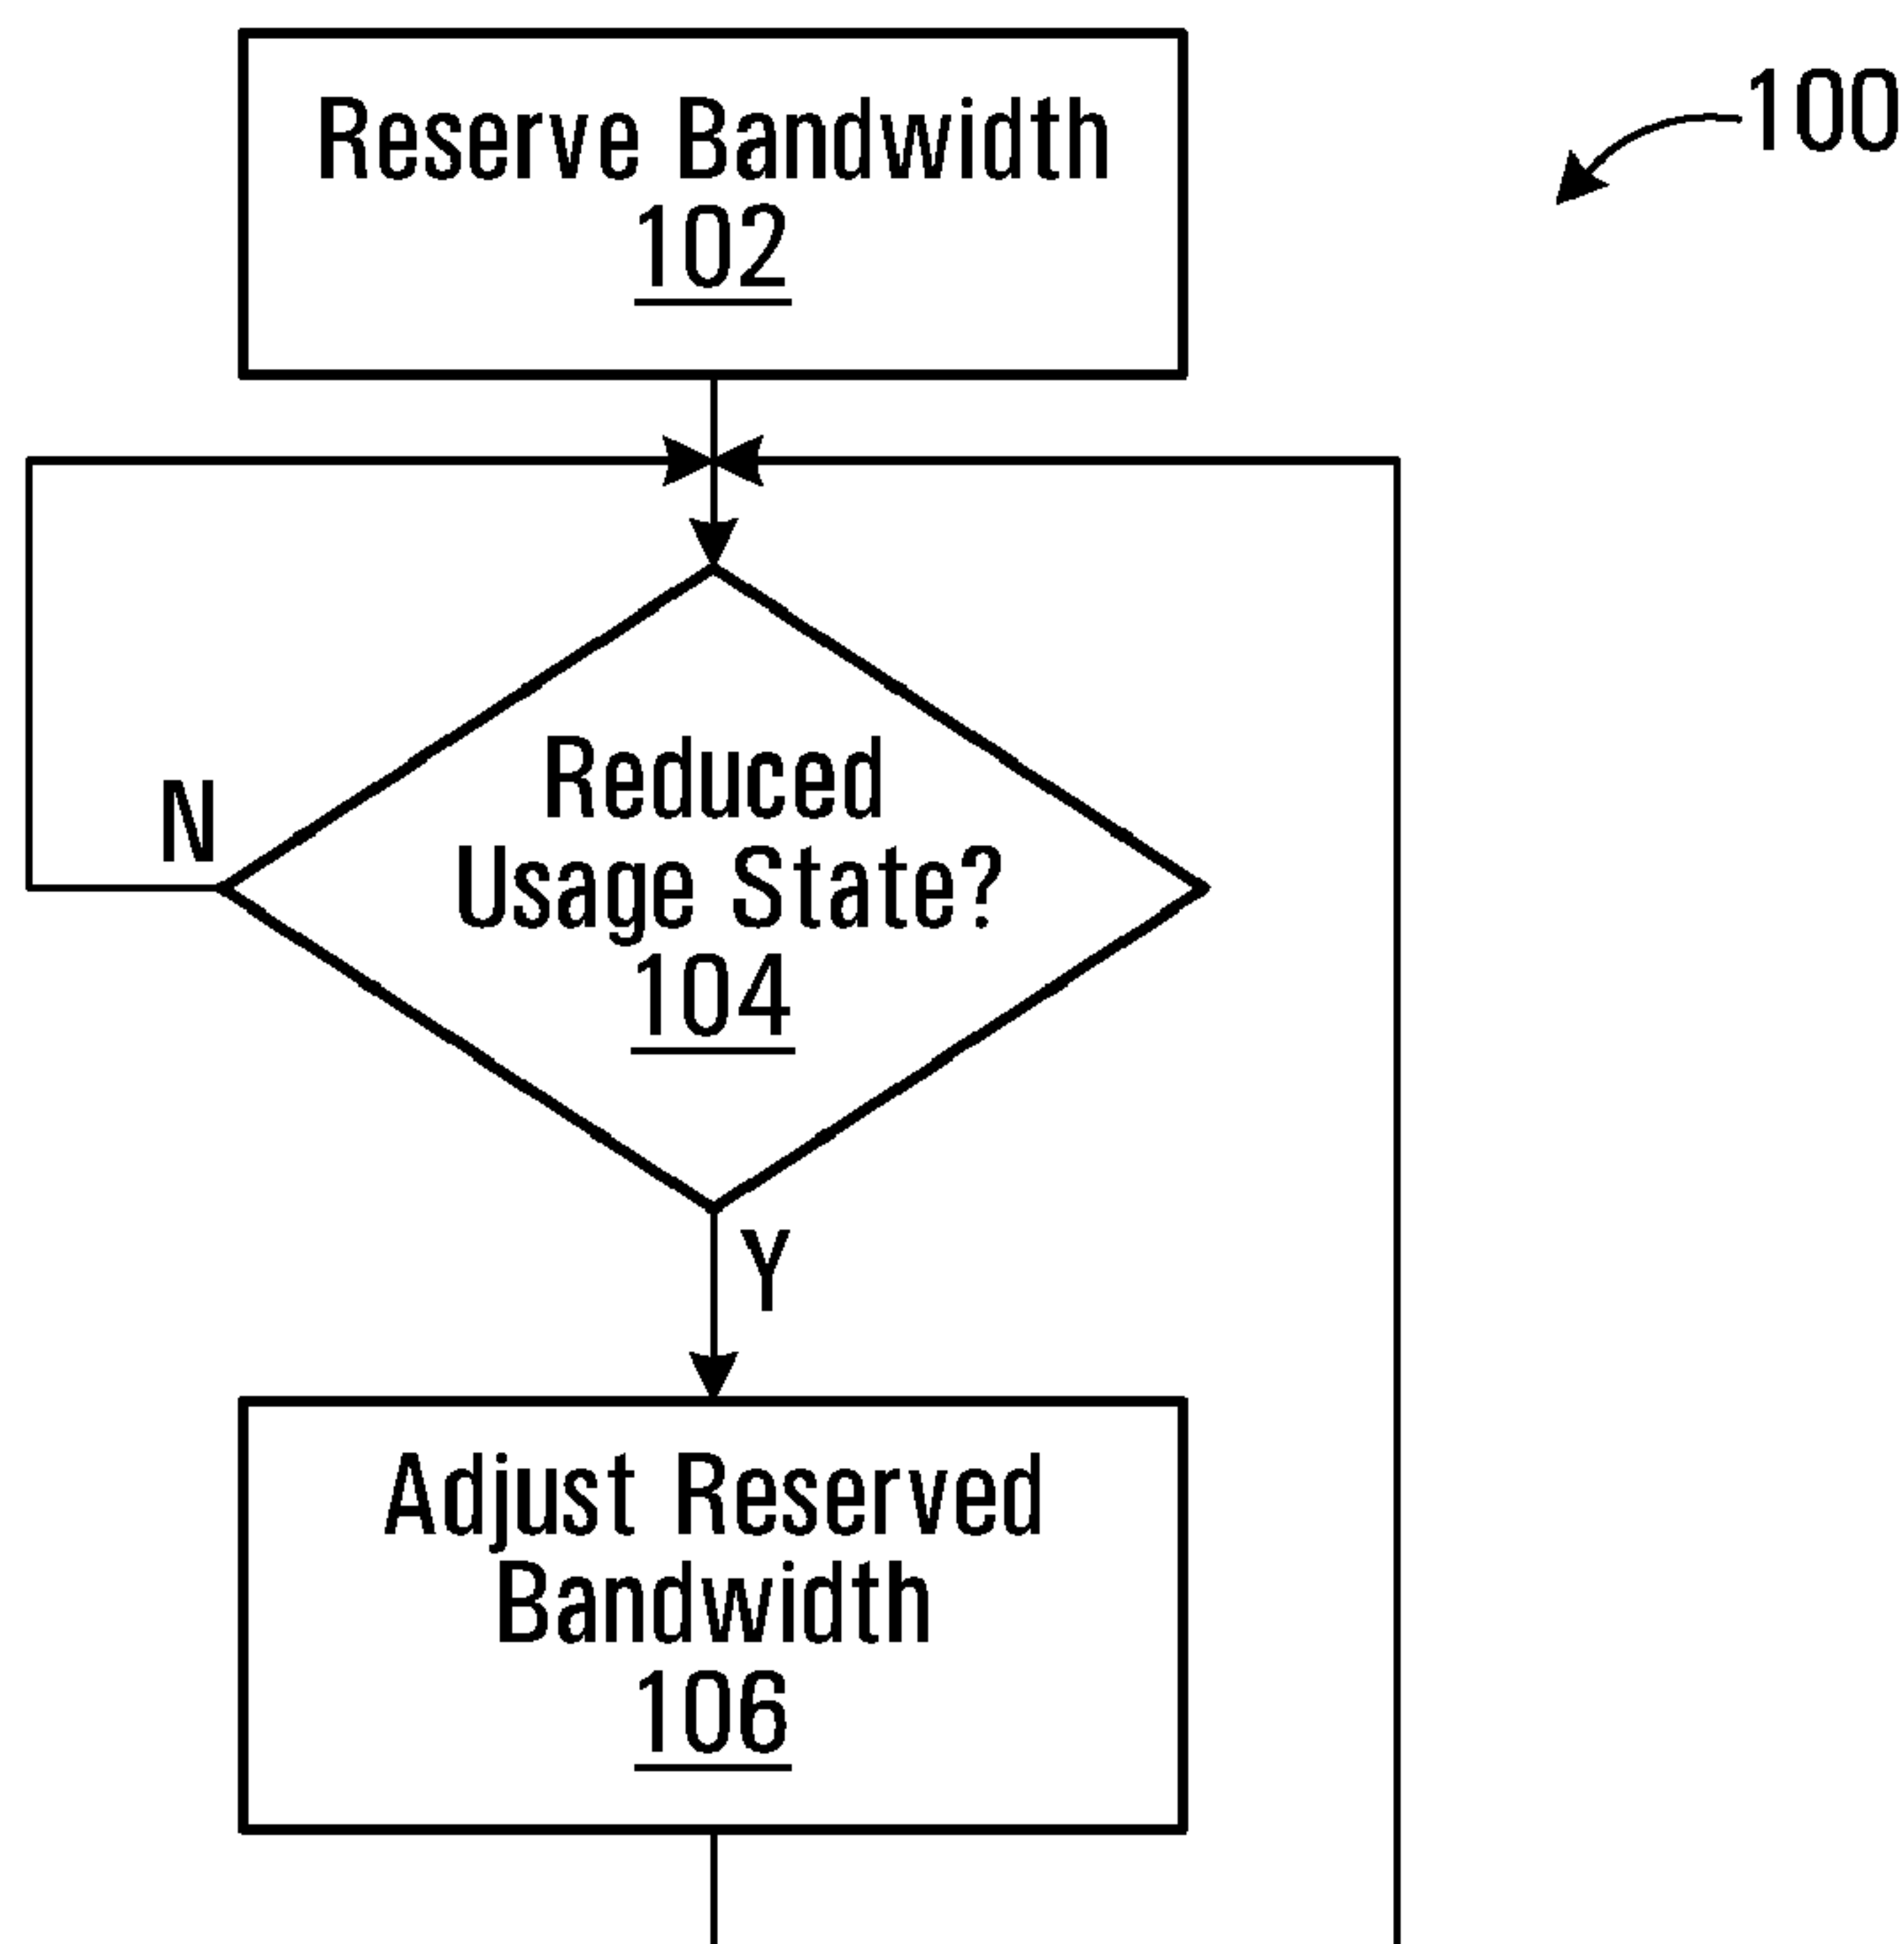 Reserve Bandwidth
102
100
Reduced
Usage State?
104
N
Y
Adjust Reserved
Bandwidth
106